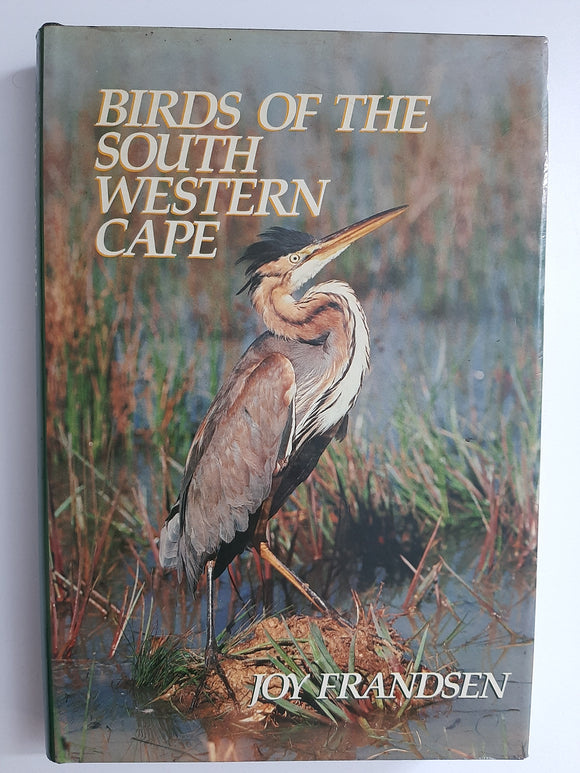 BIRDS OF THE
SOUTH
WESTERN
CAPE
JOY FRANDSEN